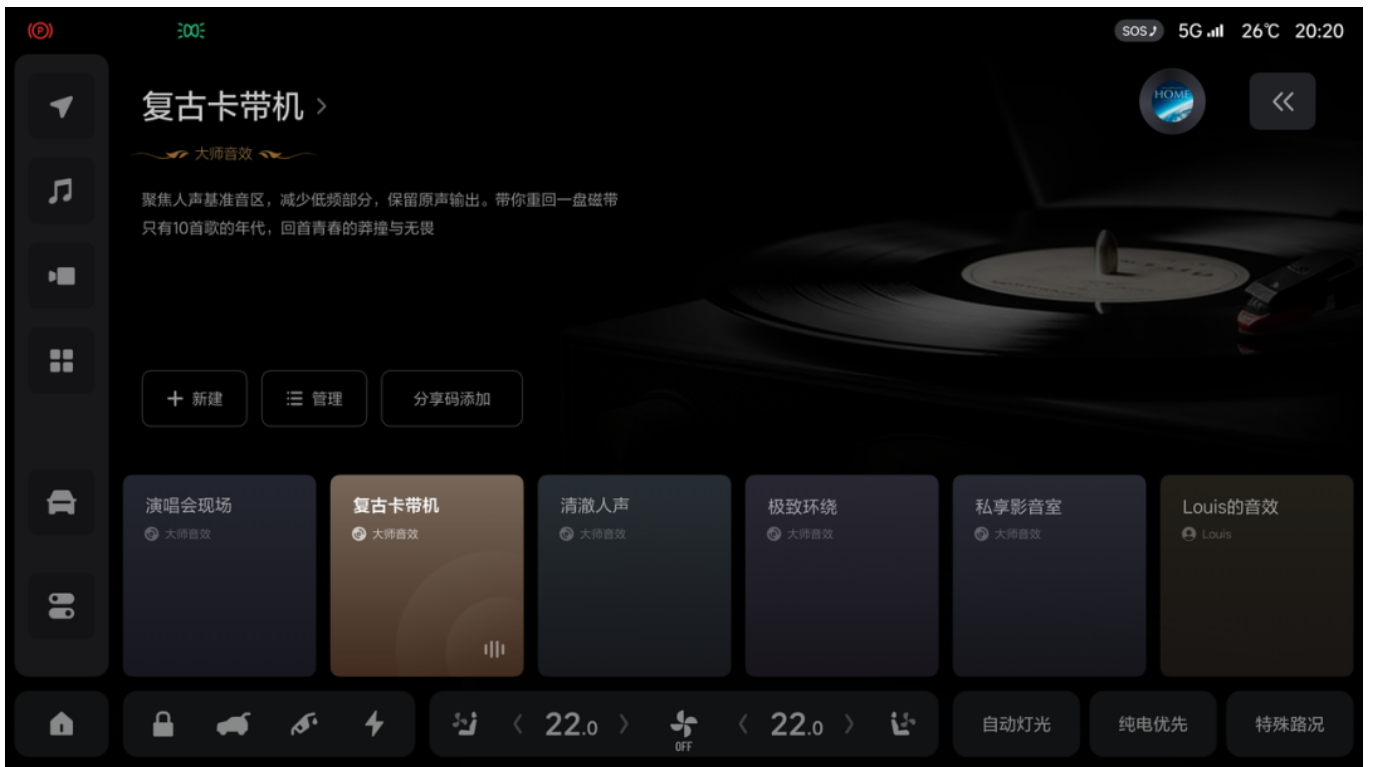 SOS 5G 26℃ 20:20
复古卡带机
HOME
大师音效
聚焦人声基准音区，减少低频部分，保留原声输出。带你重回一盘磁带
只有10首歌的年代，回首青春的莽撞与无畏
新建 管理 分享码添加
演唱会现场 复古卡带机 清澈人声 极致环绕 私享影音室 Louis的音效
大师音效 大师音效 大师音效 大师音效 大师音效 Louis
22.0 22.0 自动灯光 纯电优先 特殊路况
OFF